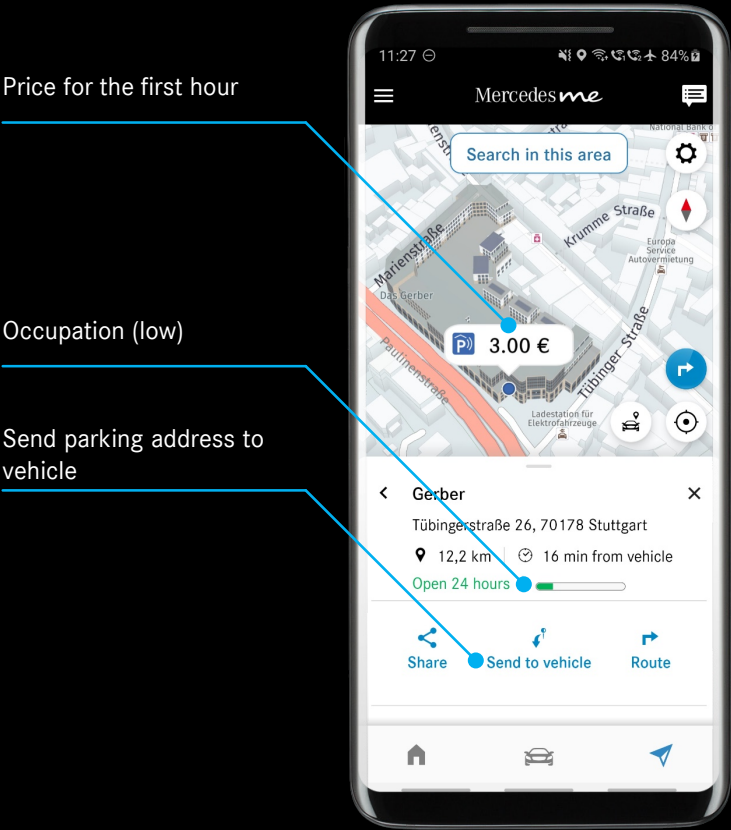 Price for the first hour
Occupation (low)
Send parking address to
vehicle
11:27
84%
Mercedes me
National Bank o
Search in this area
Krumme Straße
Europa
Service
Autovermietung
Marienstraße
Das Gerber
P
3.00 €
Paulinenstraße
Tübinger Straße
Ladestation für
Elektrofahrzeuge
Gerber
Tübingerstraße 26, 70178 Stuttgart
12,2 km
16 min from vehicle
Open 24 hours
Share
Send to vehicle
Route